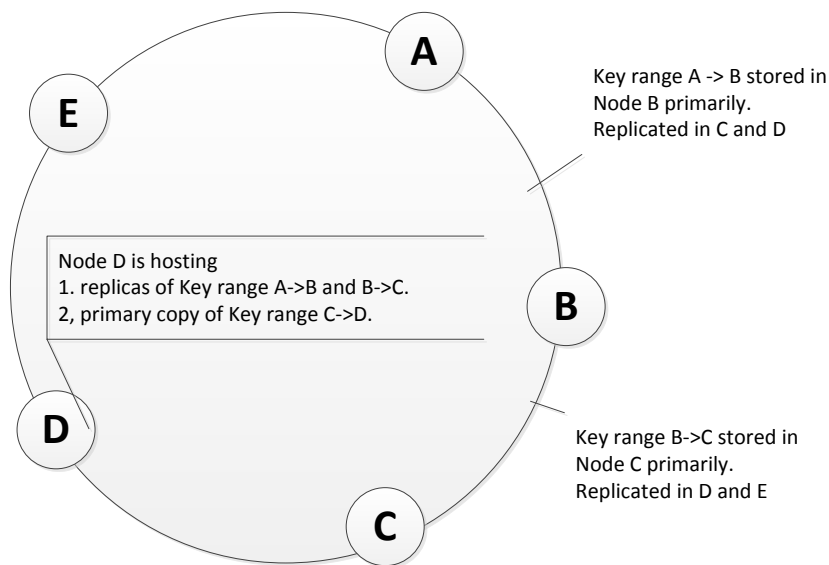 A
Key range A -> B stored in
Node B primarily.
Replicated in C and D
E
Node D is hosting
1. replicas of Key range A->B and B->C.
2, primary copy of Key range C->D.
B
D
Key range B->C stored in
Node C primarily.
Replicated in D and E
C